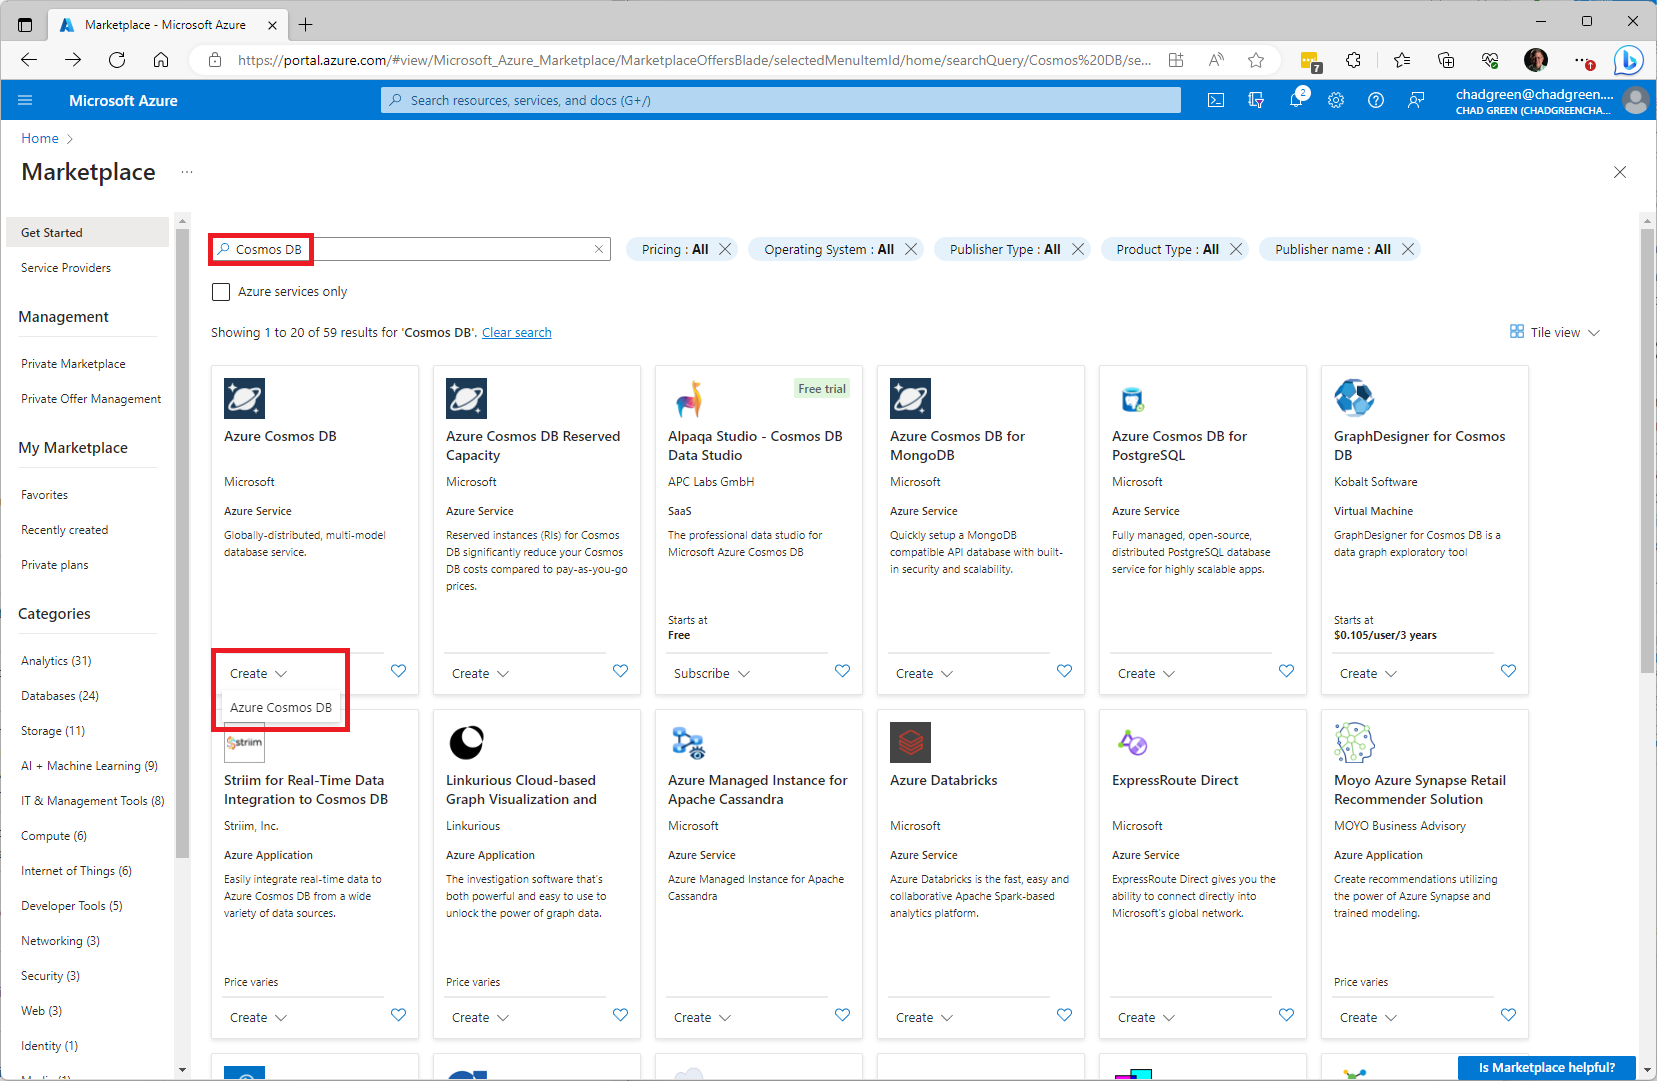 Marketplace - Microsoft Azure
https://portal.azure.com/#view/Microsoft_Azure_Marketplace/MarketplaceOffersBlade/selectedMenuItemId/home/searchQuery/Cosmos%20DB/se...
7
Microsoft Azure
Search resources, services, and docs (G+/)
2
chadgreen@chadgreen....
CHAD GREEN (CHADGREENCHA...
Home
Marketplace
Get Started
Service Providers
Management
Private Marketplace
Private Offer Management
My Marketplace
Favorites
Recently created
Private plans
Categories
Analytics (31)
Databases (24)
Storage (11)
AI + Machine Learning (9)
IT & Management Tools (8)
Compute (6)
Internet of Things (6)
Developer Tools (5)
Networking (3)
Security (3)
Web (3)
Identity (1)
Cosmos DB
Pricing : All
Operating System : All
Publisher Type : All
Product Type : All
Publisher name : All
Azure services only
Showing 1 to 20 of 59 results for 'Cosmos DB'. Clear search
Tile view
Azure Cosmos DB
Microsoft
Azure Service
Globally-distributed, multi-model
database service.
Create
Azure Cosmos DB
Azure Cosmos DB Reserved
Capacity
Microsoft
Azure Service
Reserved instances (RIs) for Cosmos
DB significantly reduce your Cosmos
DB costs compared to pay-as-you-go
prices.
Create
Free trial
Alpaqa Studio - Cosmos DB
Data Studio
APC Labs GmbH
SaaS
The professional data studio for
Microsoft Azure Cosmos DB
Starts at
Free
Subscribe
Azure Cosmos DB for
MongoDB
Microsoft
Azure Service
Quickly setup a MongoDB
compatible API database with built-
in security and scalability.
Create
Azure Cosmos DB for
PostgreSQL
Microsoft
Azure Service
Fully managed, open-source,
distributed PostgreSQL database
service for highly scalable apps.
Create
GraphDesigner for Cosmos
DB
Kobalt Software
Virtual Machine
GraphDesigner for Cosmos DB is a
data graph exploratory tool
Starts at
$0.105/user/3 years
Create
striim
Striim for Real-Time Data
Integration to Cosmos DB
Striim, Inc.
Azure Application
Easily integrate real-time data to
Azure Cosmos DB from a wide
variety of data sources.
Price varies
Create
Linkurious Cloud-based
Graph Visualization and
Linkurious
Azure Application
The investigation software that's
both powerful and easy to use to
unlock the power of graph data.
Price varies
Create
Azure Managed Instance for
Apache Cassandra
Microsoft
Azure Service
Azure Managed Instance for Apache
Cassandra
Create
Azure Databricks
Microsoft
Azure Service
Azure Databricks is the fast, easy and
collaborative Apache Spark-based
analytics platform.
Create
ExpressRoute Direct
Microsoft
Azure Service
ExpressRoute Direct gives you the
ability to connect directly into
Microsoft's global network.
Create
Moyo Azure Synapse Retail
Recommender Solution
MOYO Business Advisory
Azure Application
Create recommendations utilizing
the power of Azure Synapse and
trained modeling.
Price varies
Create
Is Marketplace helpful?